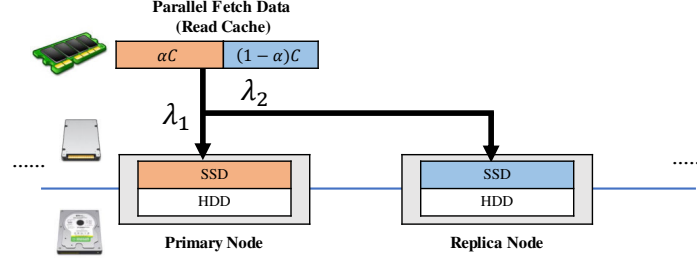 Parallel Fetch Data
(Read Cache)
αC (1 − α)C
λ₁ λ₂
...... ......
SSD SSD
HDD HDD
Primary Node Replica Node